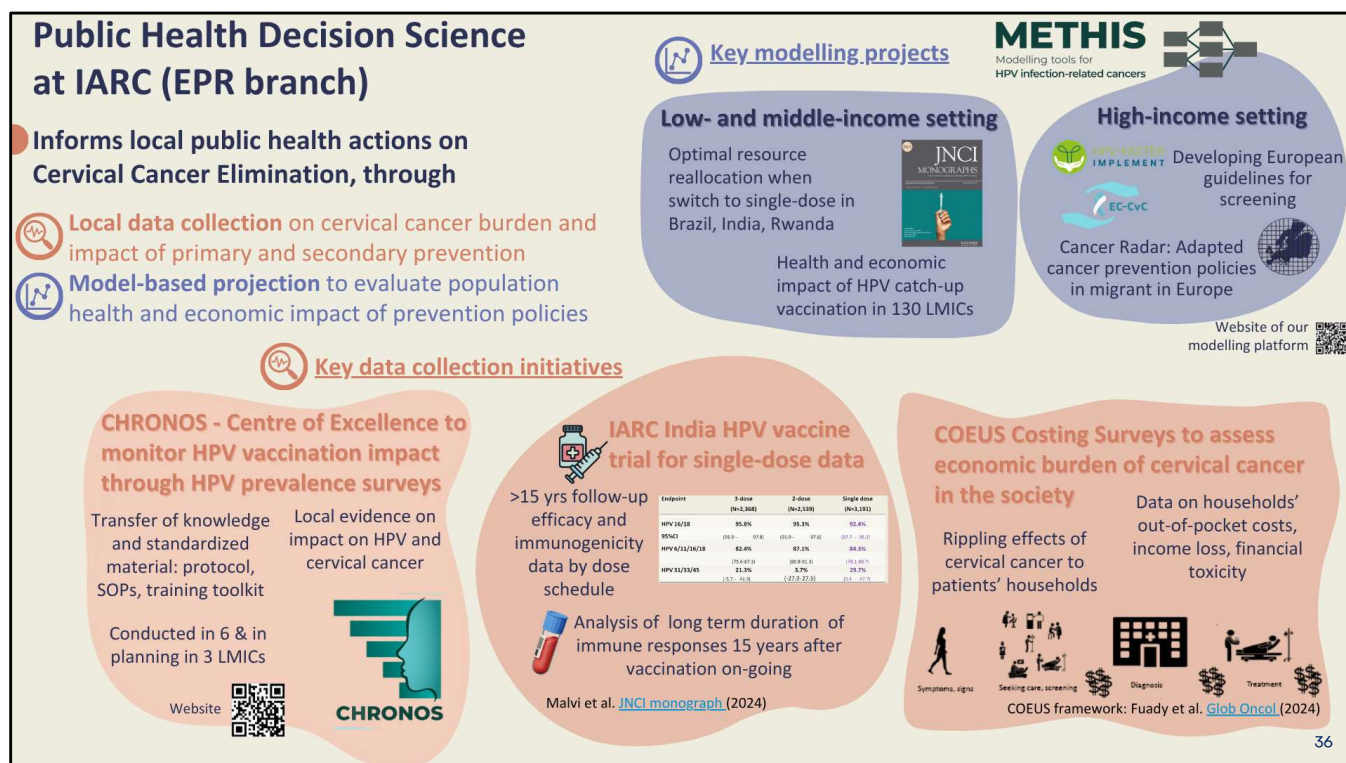 Public Health Decision Science
at IARC (EPR branch)
Informs local public health actions on
Cervical Cancer Elimination, through
Local data collection on cervical cancer burden and
impact of primary and secondary prevention
Model-based projection to evaluate population
health and economic impact of prevention policies
Key modelling projects
METHIS
Modelling tools for
HPV infection-related cancers
Low- and middle-income setting
Optimal resource
reallocation when
switch to single-dose in
Brazil, India, Rwanda
JNCI
MONOGRAPHS
Health and economic
impact of HPV catch-up
vaccination in 130 LMICs
High-income setting
IMPLEMENT
EC-CvC
Developing European
guidelines for
screening
Cancer Radar: Adapted
cancer prevention policies
in migrant in Europe
Website of our
modelling platform
Key data collection initiatives
CHRONOS - Centre of Excellence to
monitor HPV vaccination impact
through HPV prevalence surveys
Transfer of knowledge
and standardized
material: protocol,
SOPs, training toolkit
Local evidence on
impact on HPV and
cervical cancer
Conducted in 6 & in
planning in 3 LMICs
Website
CHRONOS
IARC India HPV vaccine
trial for single-dose data
>15 yrs follow-up
efficacy and
immunogenicity
data by dose
schedule
Endpoint 3-dose 2-dose Single dose
(N=2,368) (N=2,539) (N=3,191)
HPV 16/18 95.8% 95.3% 92.4%
95%CI
HPV 6/11/16/18 82.4% 87.1% 84.3%
HPV 31/33/45 21.3% 3.7% 29.7%
Analysis of long term duration of
immune responses 15 years after
vaccination on-going
Malvi et al. JNCI monograph (2024)
COEUS Costing Surveys to assess
economic burden of cervical cancer
in the society
Rippling effects of
cervical cancer to
patients' households
Data on households'
out-of-pocket costs,
income loss, financial
toxicity
Symptoms, signs
Seeking care, screening
Diagnosis
Treatment
COEUS framework: Fuady et al. Glob Oncol (2024)
36